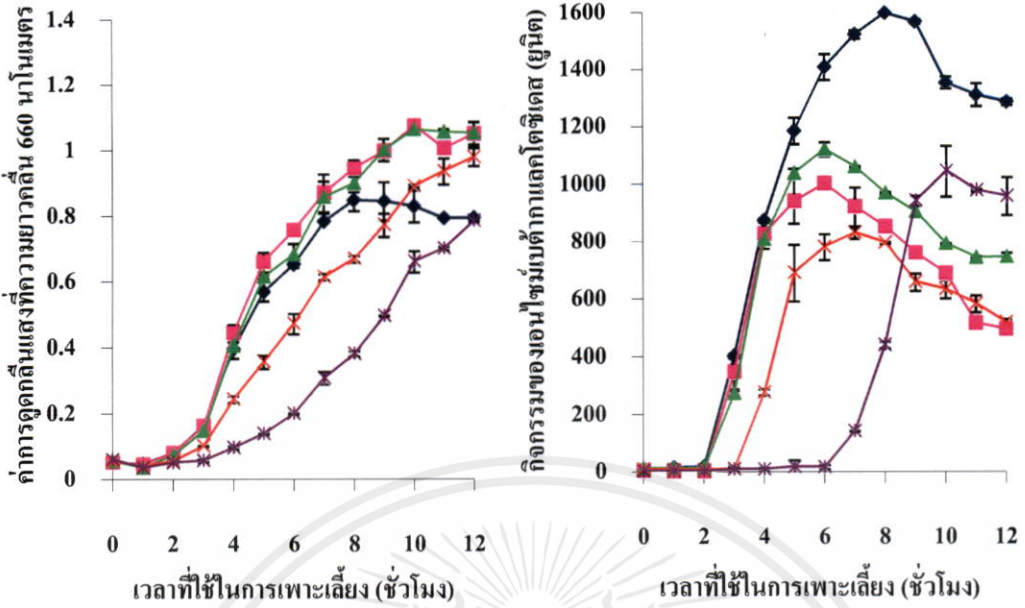 ค่าการดูดกลืนแสงที่ความยาวคลื่น 660 นาโนเมตร
1.4
1.2
1
0.8
0.6
0.4
0.2
0
0 2 4 6 8 10 12
เวลาที่ใช้ในการเพาะเลี้ยง (ชั่วโมง)
กิจกรรมของเอนไซม์เบต้ากาแลกโตซิเดส (ยูนิต)
1600
1400
1200
1000
800
600
400
200
0
0 2 4 6 8 10 12
เวลาที่ใช้ในการเพาะเลี้ยง (ชั่วโมง)